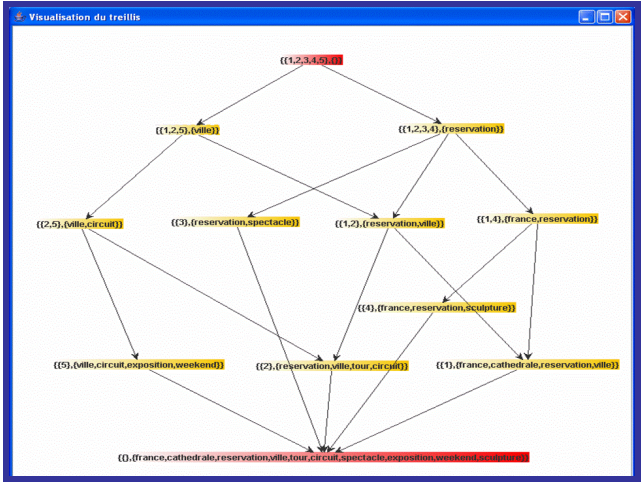 Visualisation du treillis
{{1,2,3,4,5},{}}
{{1,2,5},{ville}}
{{1,2,3,4},{reservation}}
{{2,5},{ville,circuit}}
{{3},{reservation,spectacle}}
{{1,2},{reservation,ville}}
{{1,4},{france,reservation}}
{{4},{france,reservation,sculpture}}
{{5},{ville,circuit,exposition,weekend}}
{{2},{reservation,ville,tour,circuit}}
{{1},{france,cathedrale,reservation,ville}}
{{},{france,cathedrale,reservation,ville,tour,circuit,spectacle,exposition,weekend,sculpture}}